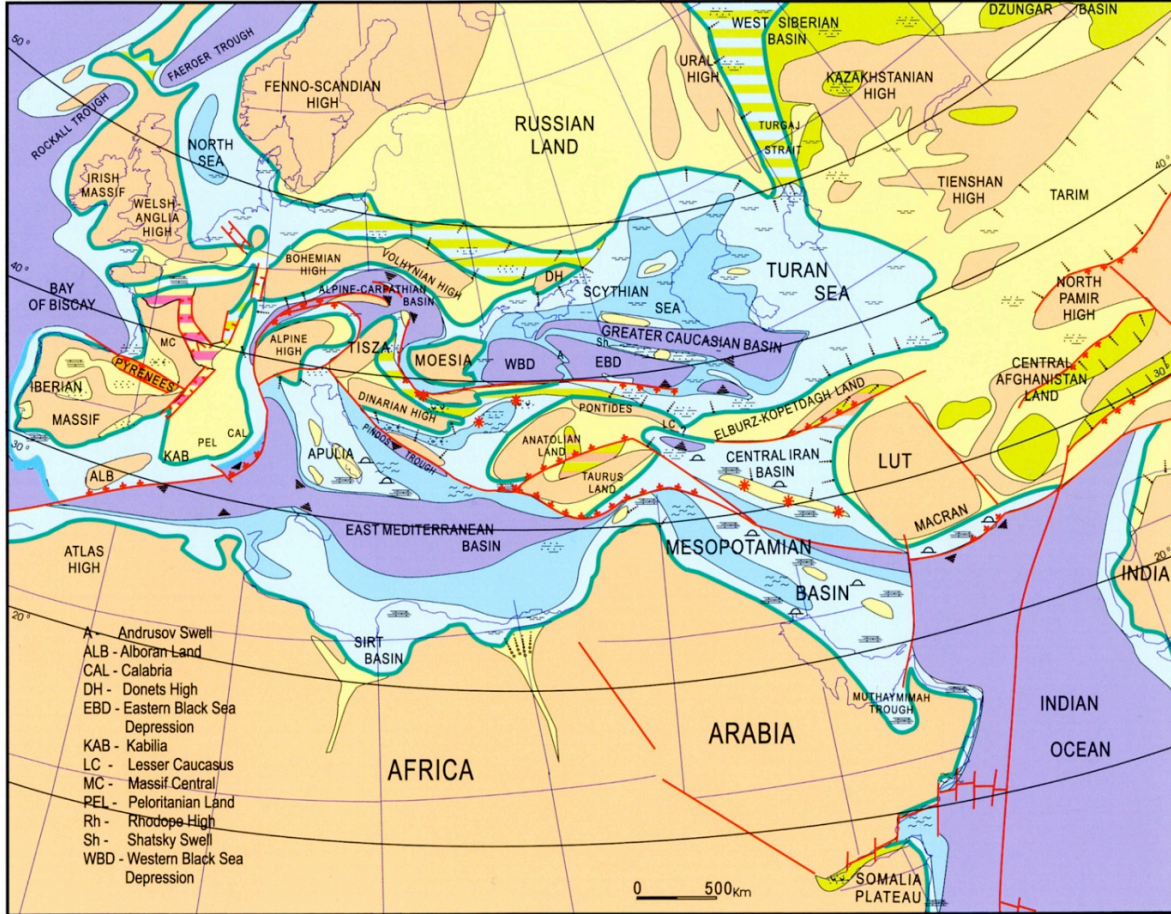 DZUNGAR BASIN
WEST SIBERIAN
BASIN
50°
FAEROER TROUGH
URAL
HIGH
FENNO-SCANDIAN
HIGH
KAZAKHSTANIAN
HIGH
ROCKALL TROUGH
RUSSIAN
LAND
TURGAJ
STRAIT
NORTH
SEA
40°
IRISH
MASSIF
TIENSHAN
HIGH
TARIM
WELSH
ANGLIA
HIGH
40°
BOHEMIAN
HIGH
VOLHYNIAN HIGH
DH
TURAN
SEA
BAY
OF BISCAY
ALPINE-CARPATHIAN
BASIN
SCYTHIAN
SEA
NORTH
PAMIR
HIGH
MC
ALPINE
HIGH
TISZA
Sh
GREATER CAUCASIAN BASIN
MOESIA
WBD
A
EBD
PYRENEES
CENTRAL
AFGHANISTAN
LAND
30°
IBERIAN
MASSIF
DINARIAN HIGH
PONTIDES
ELBURZ-KOPETDAGH LAND
LC
30°
PEL
CAL
KAB
APULIA
PINDOS
TROUGH
ANATOLIAN
LAND
CENTRAL IRAN
BASIN
LUT
ALB
TAURUS
LAND
MACRAN
EAST MEDITERRANEAN
BASIN
MESOPOTAMIAN
BASIN
ATLAS
HIGH
20°
INDIA
20°
SIRT
BASIN
A - Andrusov Swell
ALB - Alboran Land
CAL - Calabria
DH - Donets High
EBD - Eastern Black Sea
Depression
KAB - Kabilia
LC - Lesser Caucasus
MC - Massif Central
PEL - Peloritanian Land
Rh - Rhodope High
Sh - Shatsky Swell
WBD - Western Black Sea
Depression
MUTHAYMIMAH
TROUGH
INDIAN
OCEAN
ARABIA
AFRICA
SOMALIA
PLATEAU
0 500Km